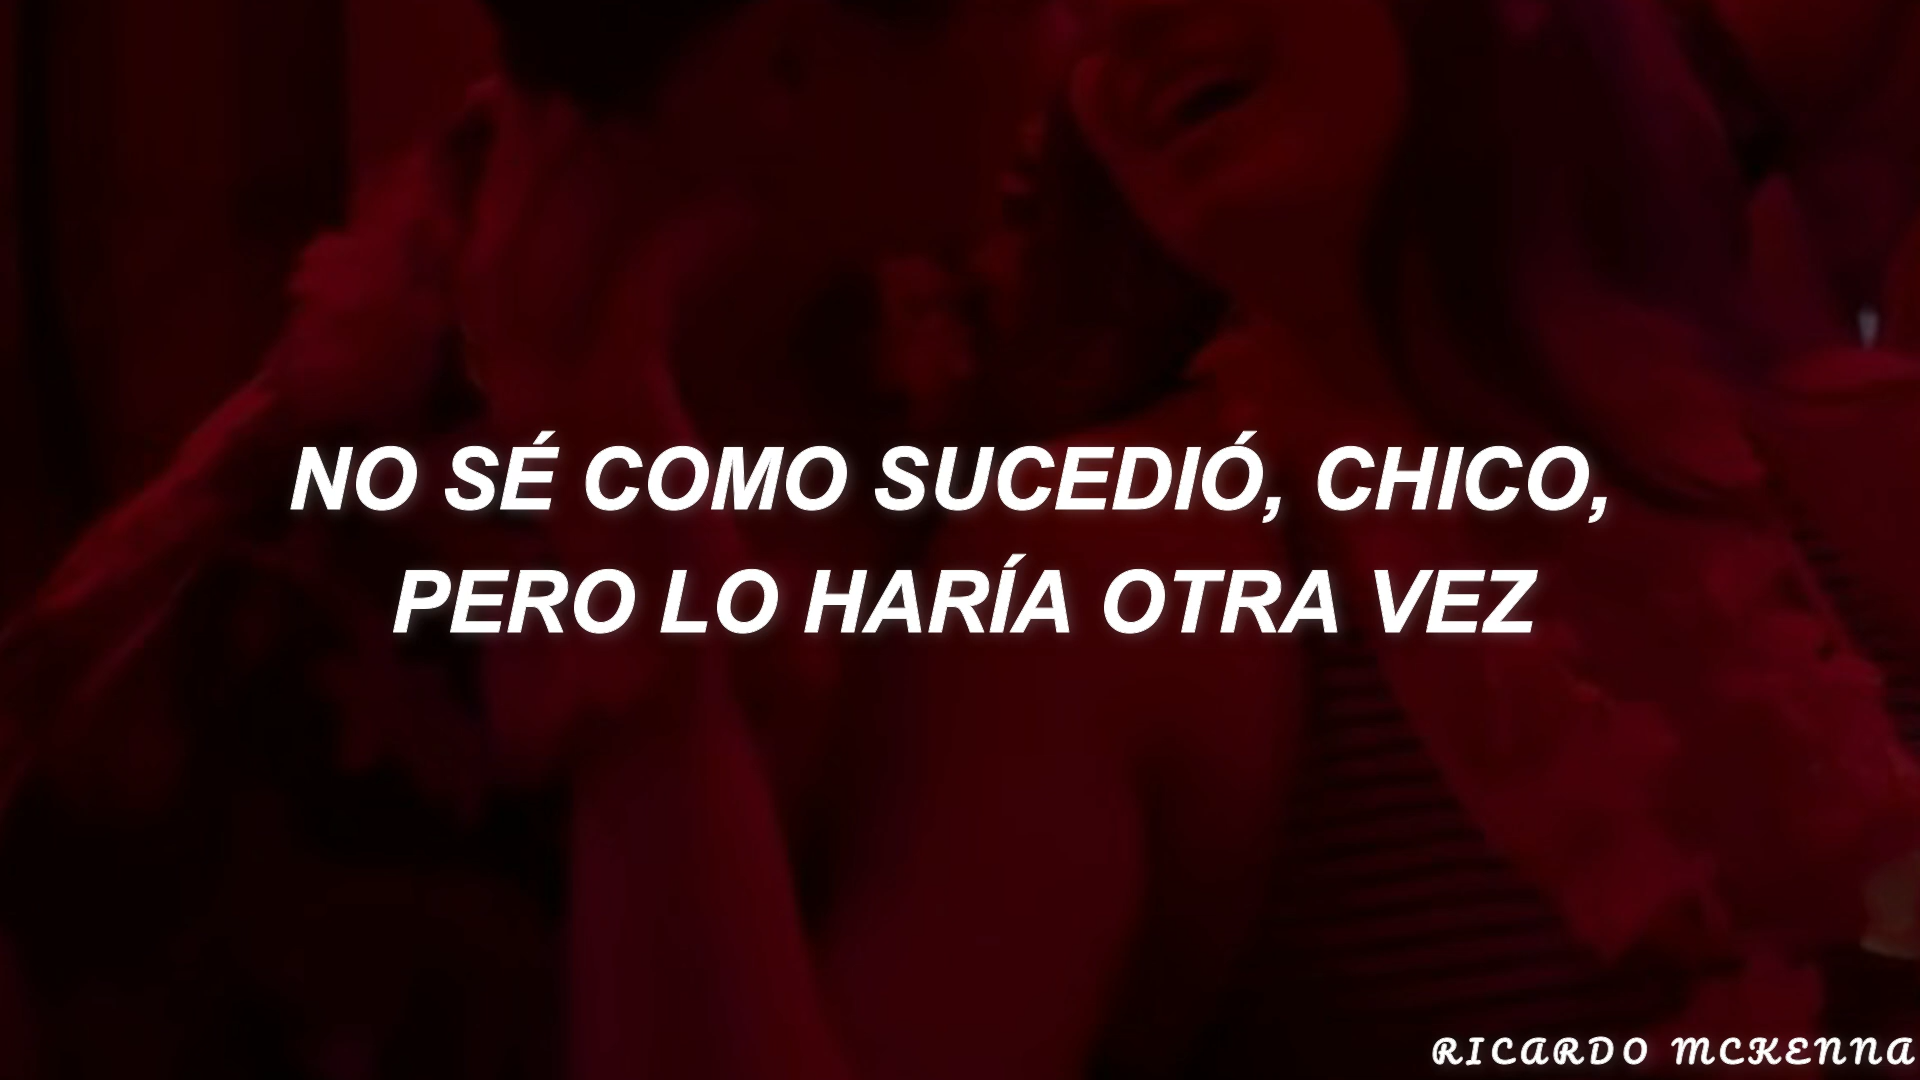 NO SÉ COMO SUCEDIÓ, CHICO,
PERO LO HARÍA OTRA VEZ
RICARDO MCKENNA